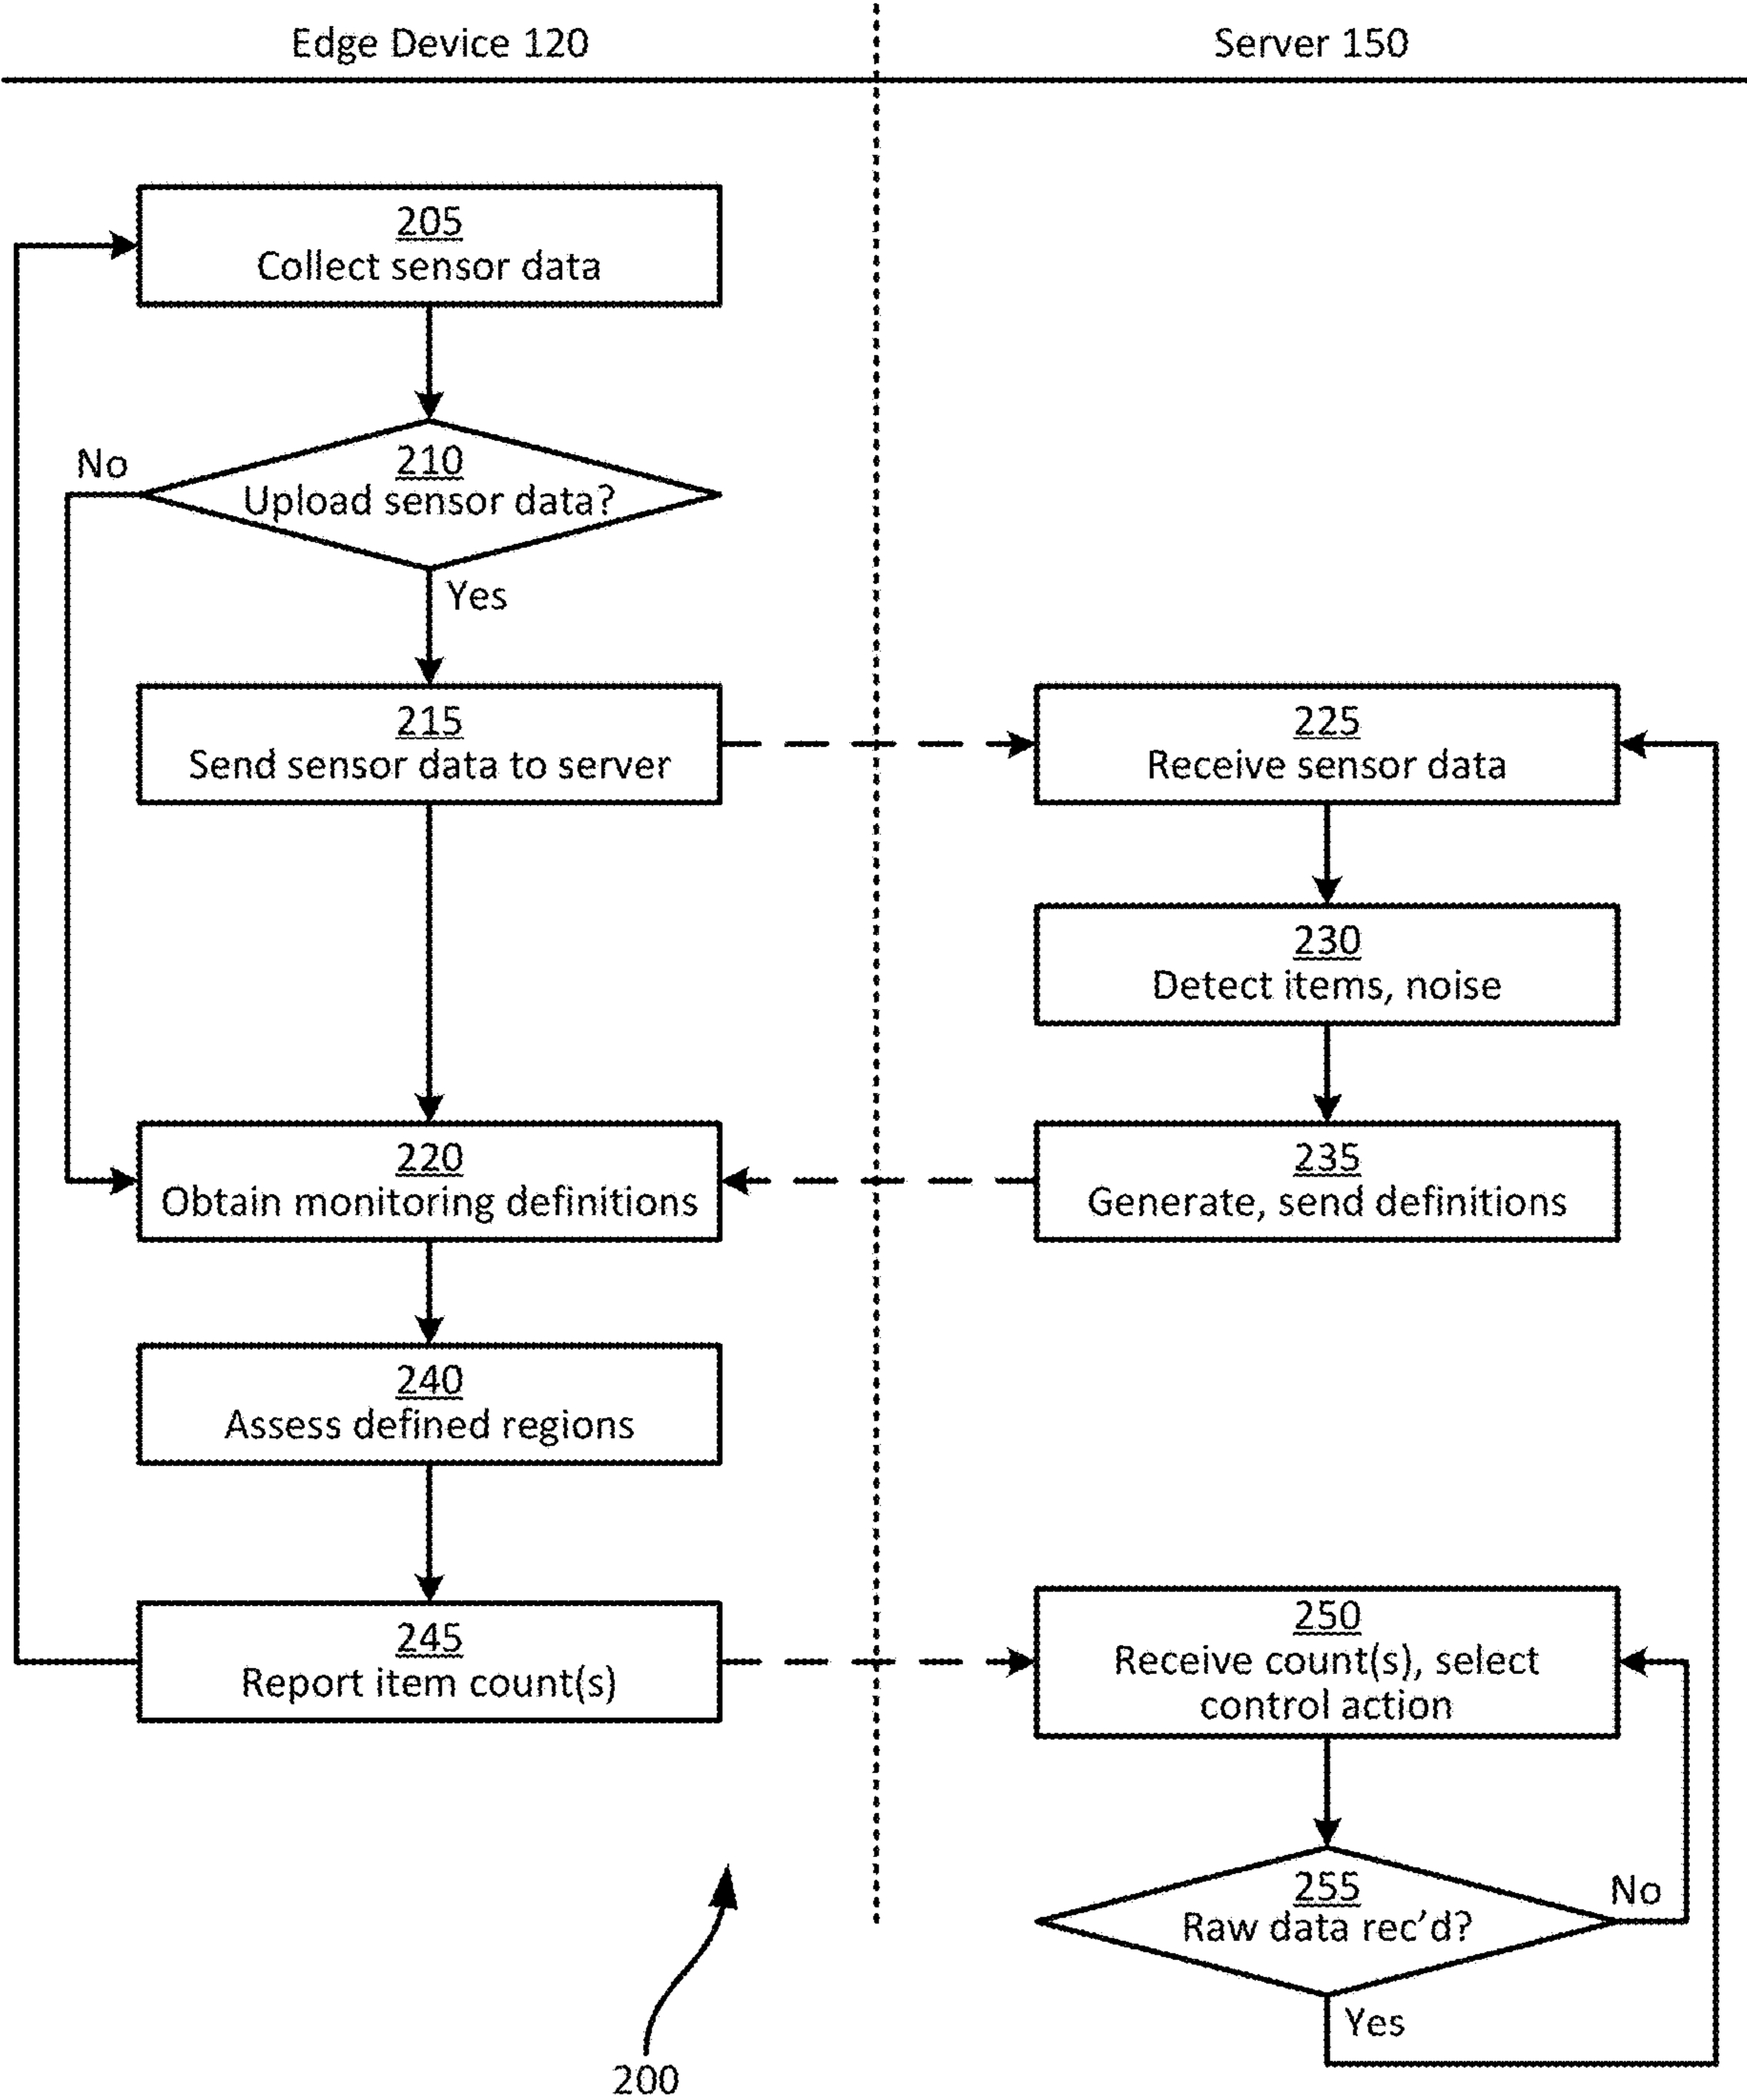 Edge Device 120
Server 150
205
Collect sensor data
No
210
Upload sensor data?
Yes
215
Send sensor data to server
225
Receive sensor data
230
Detect items, noise
220
Obtain monitoring definitions
235
Generate, send definitions
240
Assess defined regions
245
Report item count(s)
250
Receive count(s), select
control action
255
Raw data rec’d?
No
Yes
200